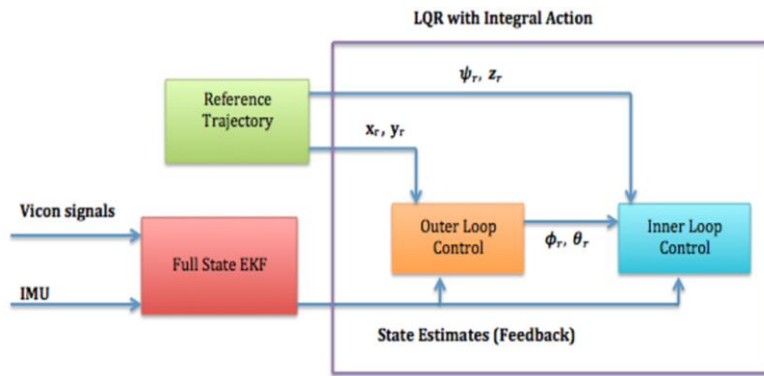 LQR with Integral Action
ψᵣ, zᵣ
Reference
Trajectory
xᵣ, yᵣ
Vicon signals
Full State EKF
Outer Loop
Control
ϕᵣ, θᵣ
Inner Loop
Control
IMU
State Estimates (Feedback)